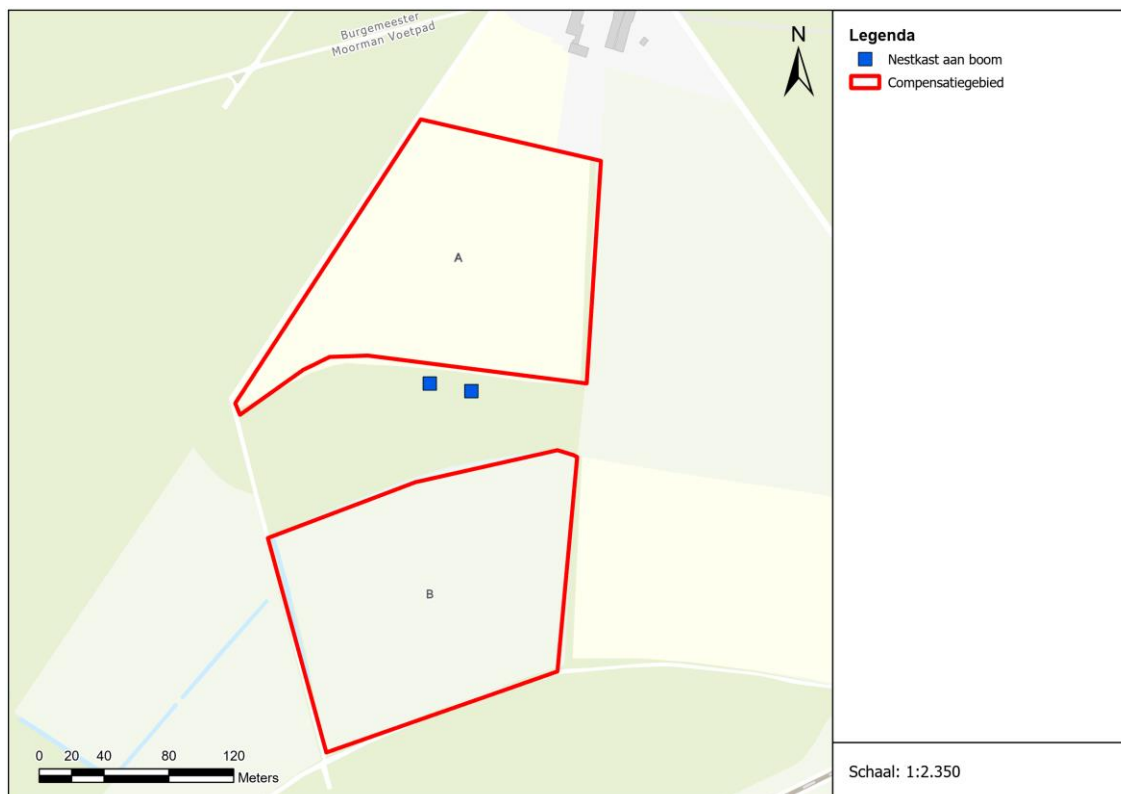 Burgemeester
Moorman Voetpad
N
A
B
0 20 40 80 120
Meters
Legenda
Nestkast aan boom
Compensatiegebied
Schaal: 1:2.350